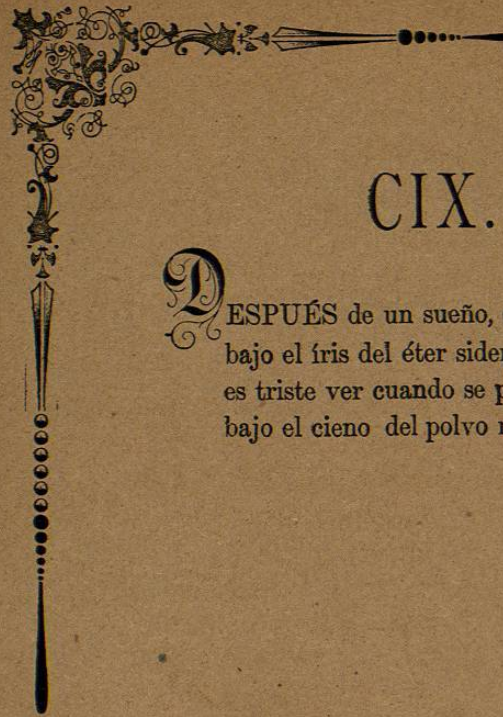 CIX.
DESPUÉS de un sueño,
bajo el íris del éter sider
es triste ver cuando se p
bajo el cieno del polvo